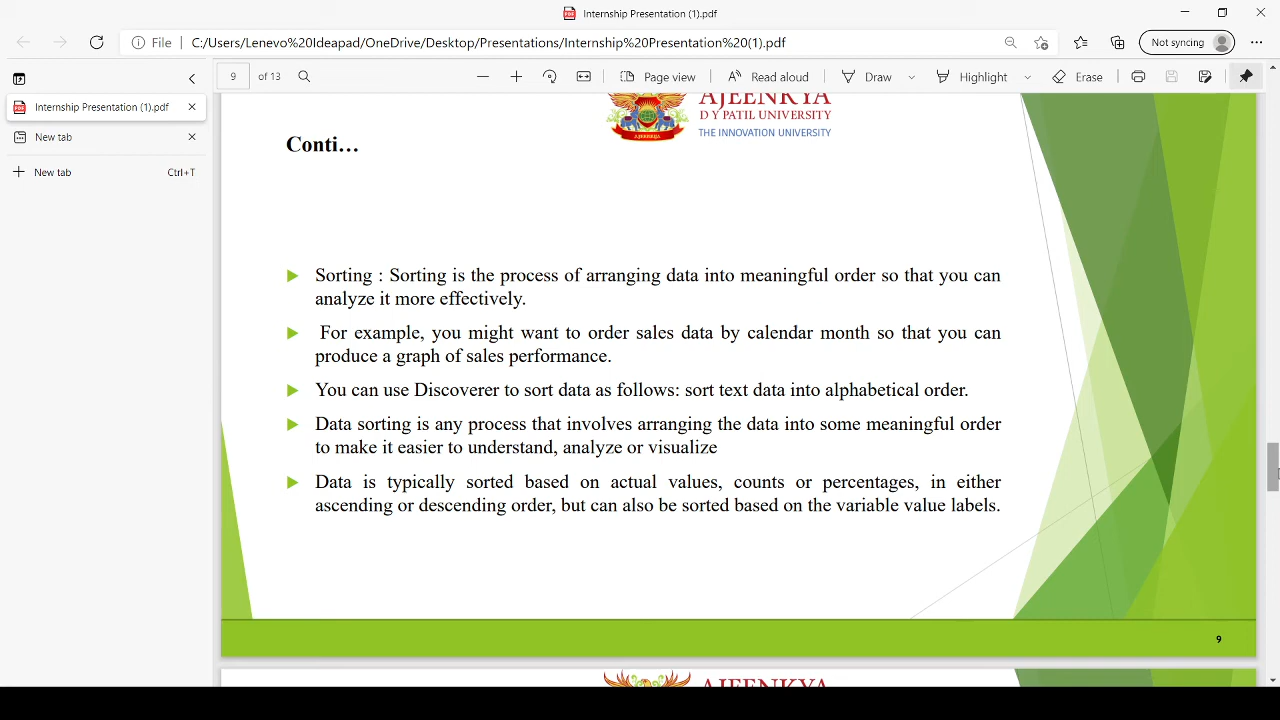 Internship Presentation (1).pdf
File
C:/Users/Lenevo%20Ideapad/OneDrive/Desktop/Presentations/Internship%20Presentation%20(1).pdf
Not syncing
9 of 13
Page view
Read aloud
Draw
Highlight
Erase
Internship Presentation (1).pdf
New tab
New tab
Ctrl+T
AJEENKYA
D Y PATIL UNIVERSITY
THE INNOVATION UNIVERSITY
AJEENKYA
Conti…
Sorting : Sorting is the process of arranging data into meaningful order so that you can
analyze it more effectively.
For example, you might want to order sales data by calendar month so that you can
produce a graph of sales performance.
You can use Discoverer to sort data as follows: sort text data into alphabetical order.
Data sorting is any process that involves arranging the data into some meaningful order
to make it easier to understand, analyze or visualize
Data is typically sorted based on actual values, counts or percentages, in either
ascending or descending order, but can also be sorted based on the variable value labels.
9
AJEENKYA